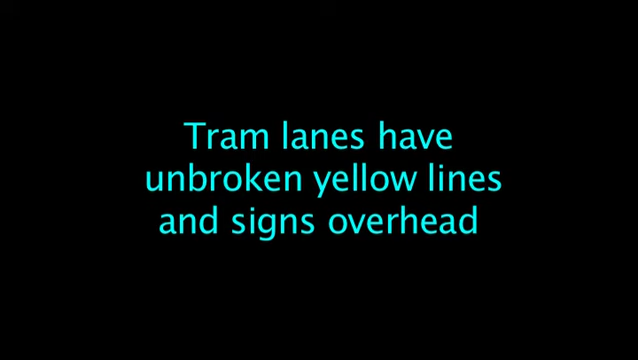 Tram lanes have
unbroken yellow lines
and signs overhead